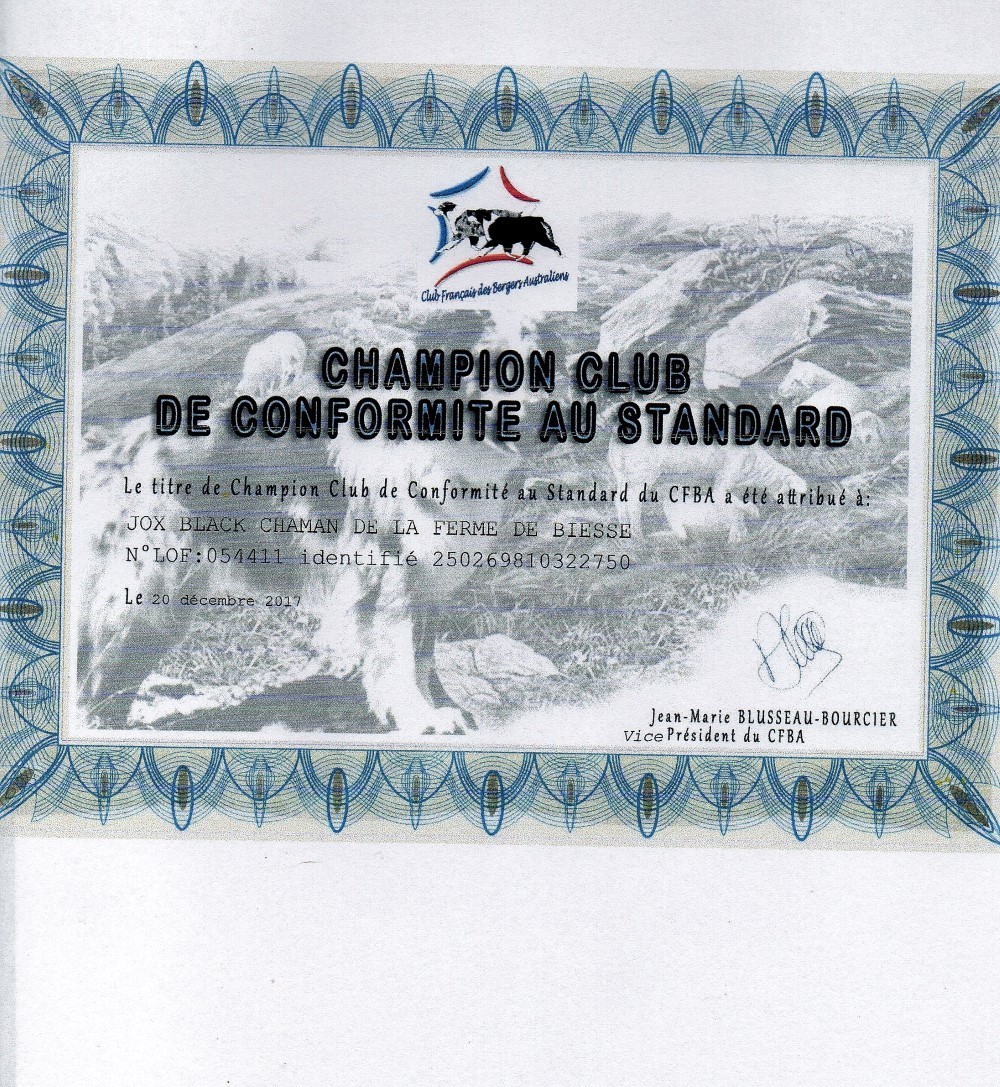 Club Français des Bergers Australiens
CHAMPION CLUB
DE CONFORMITE AU STANDARD
Le titre de Champion Club de Conformité au Standard du CFBA a été attribué à:
JOX BLACK CHAMAN DE LA FERME DE BIESSE
N°LOF:054411 identifié 250269810322750
Le 20 décembre 2017
Jean-Marie BLUSSEAU-BOURCIER
Vice Président du CFBA